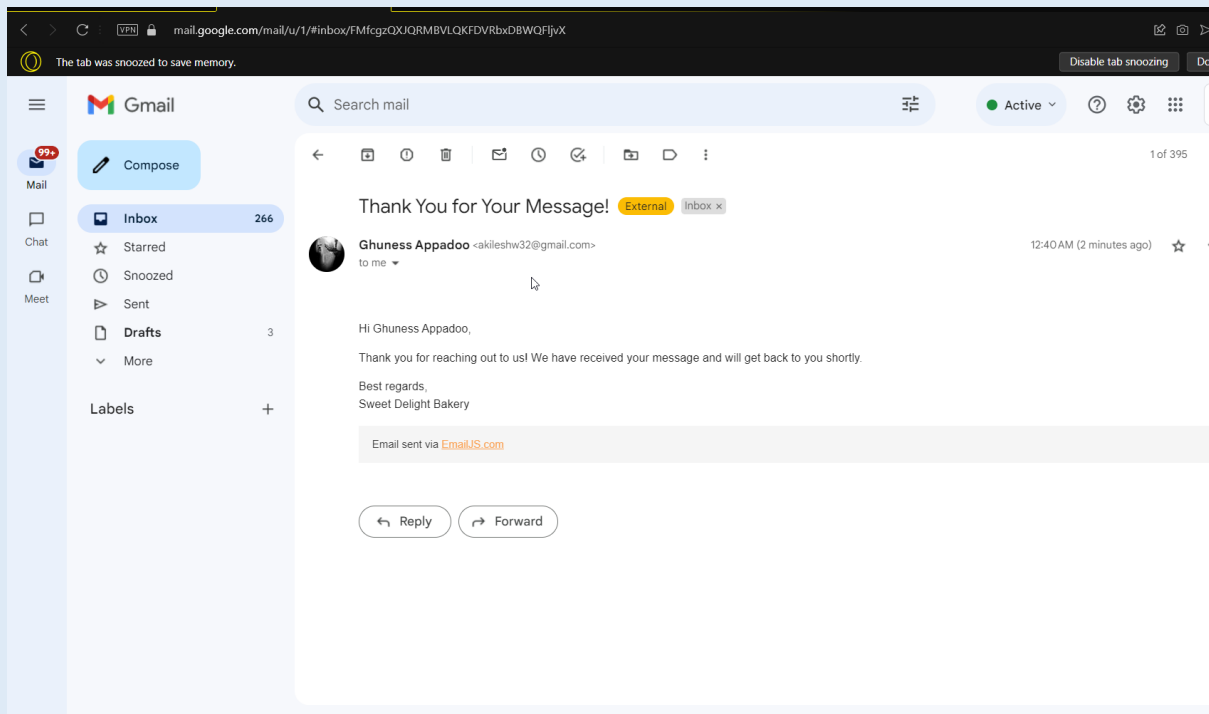 VPN mail.google.com/mail/u/1/#inbox/FMfcgzQXJQRMBVLQKFDVRbxDBWQFljvX
The tab was snoozed to save memory.
Disable tab snoozing
Gmail
Search mail
Active
99+
Mail
Compose
1 of 395
Thank You for Your Message! External Inbox ×
Inbox 266
Chat
Starred
Ghuness Appadoo <akileshw32@gmail.com>
12:40 AM (2 minutes ago)
to me
Snoozed
Meet
Sent
Drafts 3
More
Labels
Hi Ghuness Appadoo,
Thank you for reaching out to us! We have received your message and will get back to you shortly.
Best regards,
Sweet Delight Bakery
Email sent via EmailJS.com
Reply
Forward